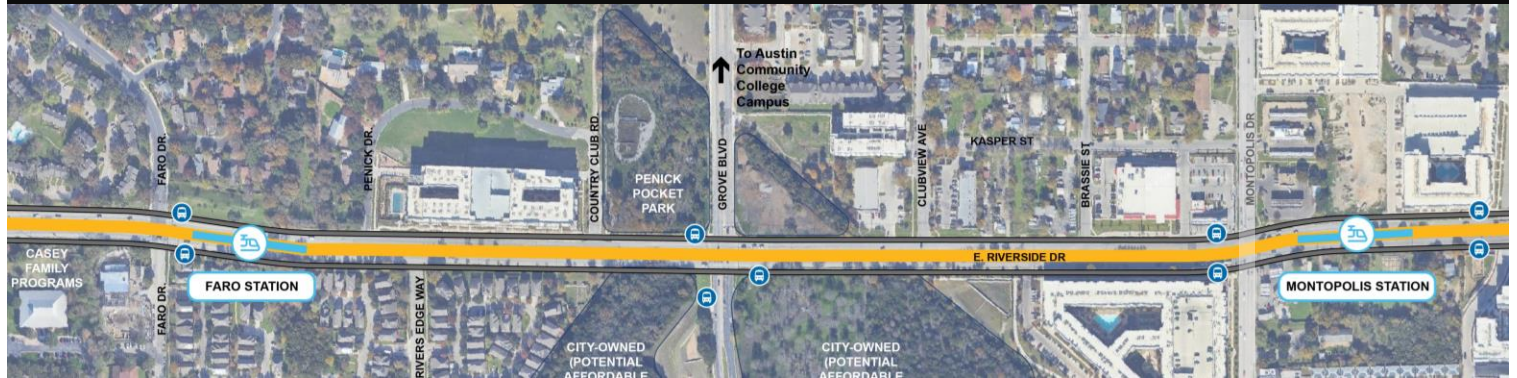 To Austin
Community
College
Campus
FARO DR.
PENICK DR.
COUNTRY CLUB RD.
PENICK
POCKET
PARK
GROVE BLVD
CLUBVIEW AVE
KASPER ST
BRASSIE ST
MONTOPOLIS DR
CASEY
FAMILY
PROGRAMS
FARO STATION
E. RIVERSIDE DR
MONTOPOLIS STATION
FARO DR.
RIVERS EDGE WAY
CITY-OWNED
(POTENTIAL
AFFORDABLE
CITY-OWNED
(POTENTIAL
AFFORDABLE